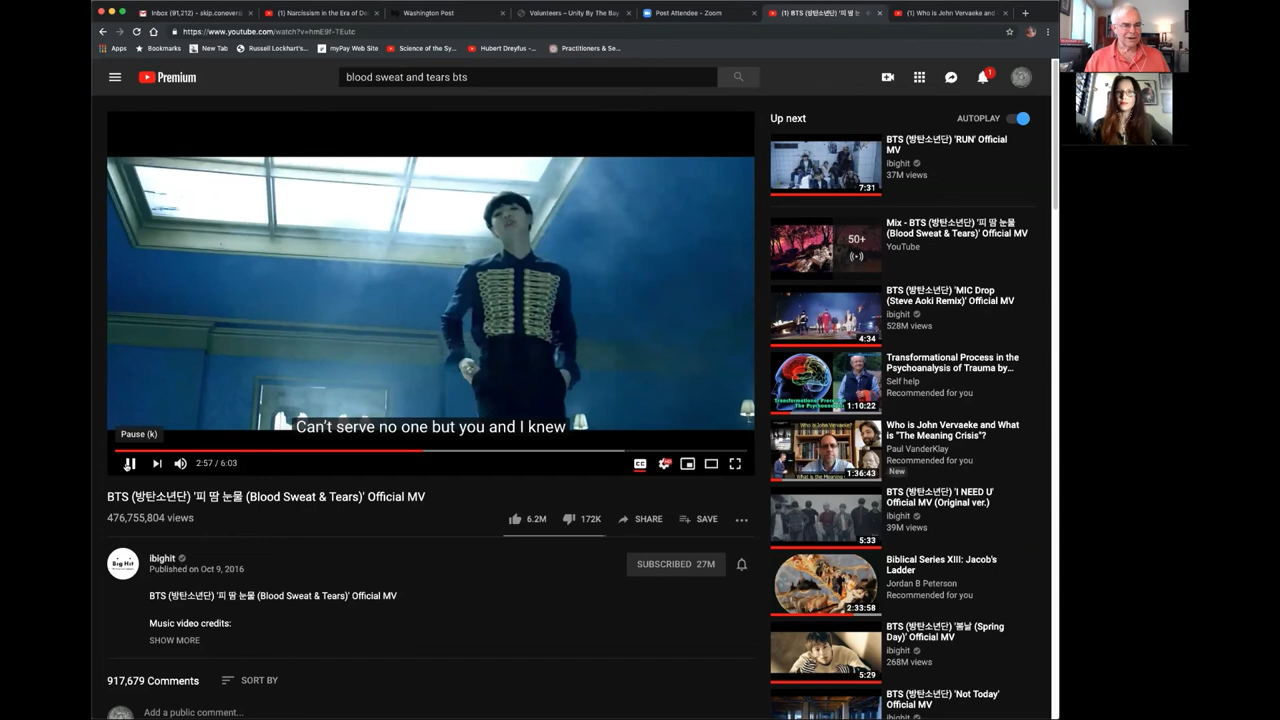 Inbox (91,212) - skip.conover
(1) Narcissism in the Era of Do
Washington Post
Volunteers – Unity By The Bay
Post Attendee - Zoom
(1) BTS (방탄소년단) '피 땀 눈
(1) Who is John Vervaeke and
https://www.youtube.com/watch?v=hmE9f-TEutc
Apps
Bookmarks
New Tab
Russell Lockhart's...
myPay Web Site
Science of the Sy...
Hubert Dreyfus -...
Practitioners & Se...
Premium
blood sweat and tears bts
1
Can't serve no one but you and I knew
Pause (k)
2:57 / 6:03
CC
BTS (방탄소년단) '피 땀 눈물 (Blood Sweat & Tears)' Official MV
476,755,804 views
6.2M
172K
SHARE
SAVE
Big Hit
ibighit
Published on Oct 9, 2016
SUBSCRIBED 27M
BTS (방탄소년단) '피 땀 눈물 (Blood Sweat & Tears)' Official MV
Music video credits:
SHOW MORE
917,679 Comments
SORT BY
Add a public comment...
Up next
AUTOPLAY
BTS (방탄소년단) 'RUN' Official
MV
ibighit
37M views
7:31
Mix - BTS (방탄소년단) '피 땀 눈물
(Blood Sweat & Tears)' Official MV
YouTube
50+
BTS (방탄소년단) 'MIC Drop
(Steve Aoki Remix)' Official MV
ibighit
528M views
4:34
Transformational Process in the
Psychoanalysis of Trauma by...
Self help
Recommended for you
1:10:22
Who is John Vervaeke and What
is "The Meaning Crisis"?
Paul VanderKlay
Recommended for you
New
1:36:43
BTS (방탄소년단) 'I NEED U'
Official MV (Original ver.)
ibighit
39M views
5:33
Biblical Series XIII: Jacob's
Ladder
Jordan B Peterson
Recommended for you
2:33:58
BTS (방탄소년단) '봄날 (Spring
Day)' Official MV
ibighit
268M views
5:29
BTS (방탄소년단) 'Not Today'
Official MV
ibighit